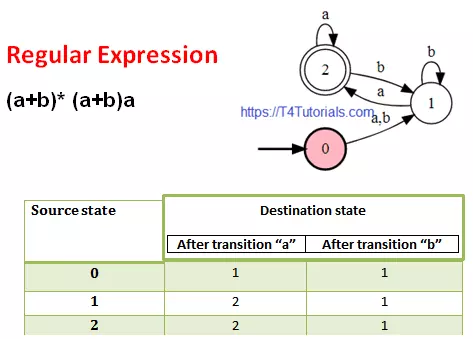 Regular Expression
(a+b)* (a+b)a
a
2
b
b
a
1
https://T4Tutorials.com
a,b
0
Source state Destination state
After transition “a” After transition “b”
0 1 1
1 2 1
2 2 1